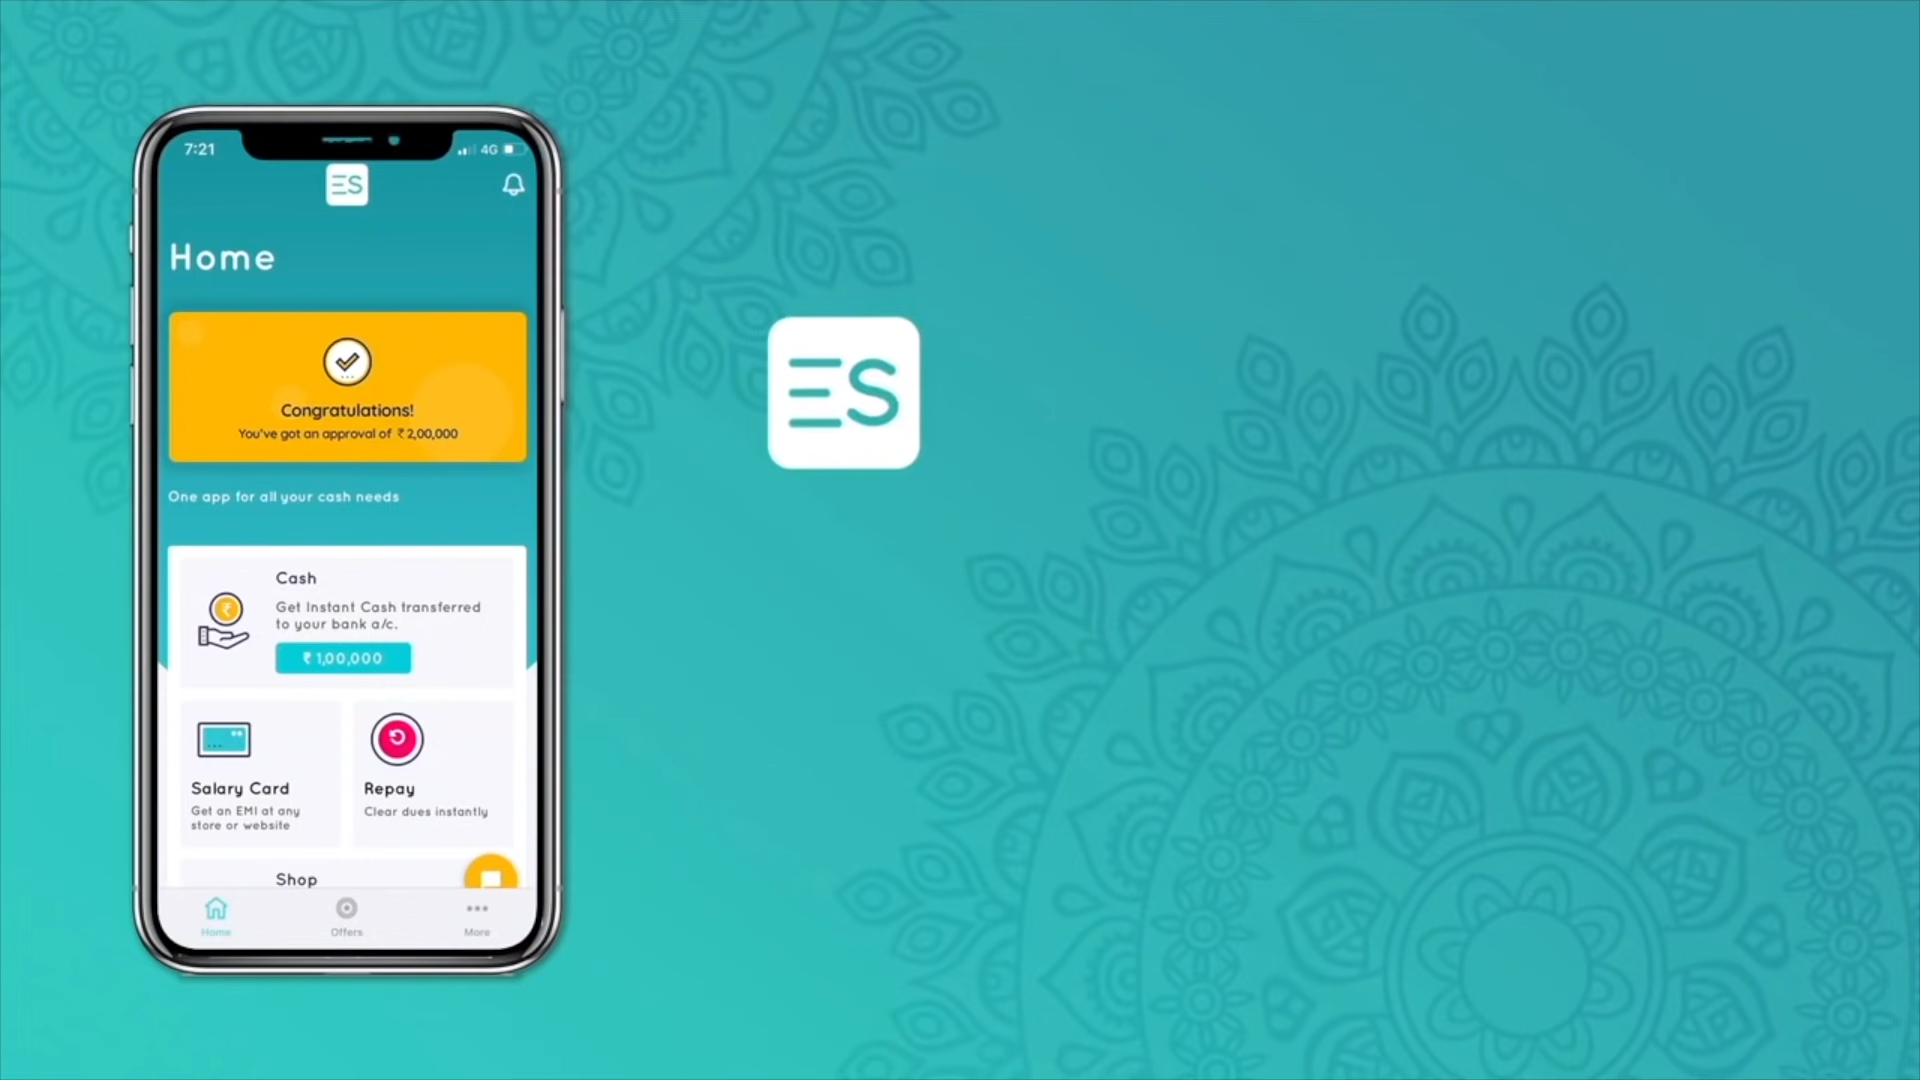 7:21
4G
ES
Home
Congratulations!
You've got an approval of ₹2,00,000
One app for all your cash needs
Cash
Get Instant Cash transferred
to your bank a/c.
₹ 1,00,000
Salary Card
Get an EMI at any
store or website
Repay
Clear dues instantly
Shop
Home
Offers
More
ES